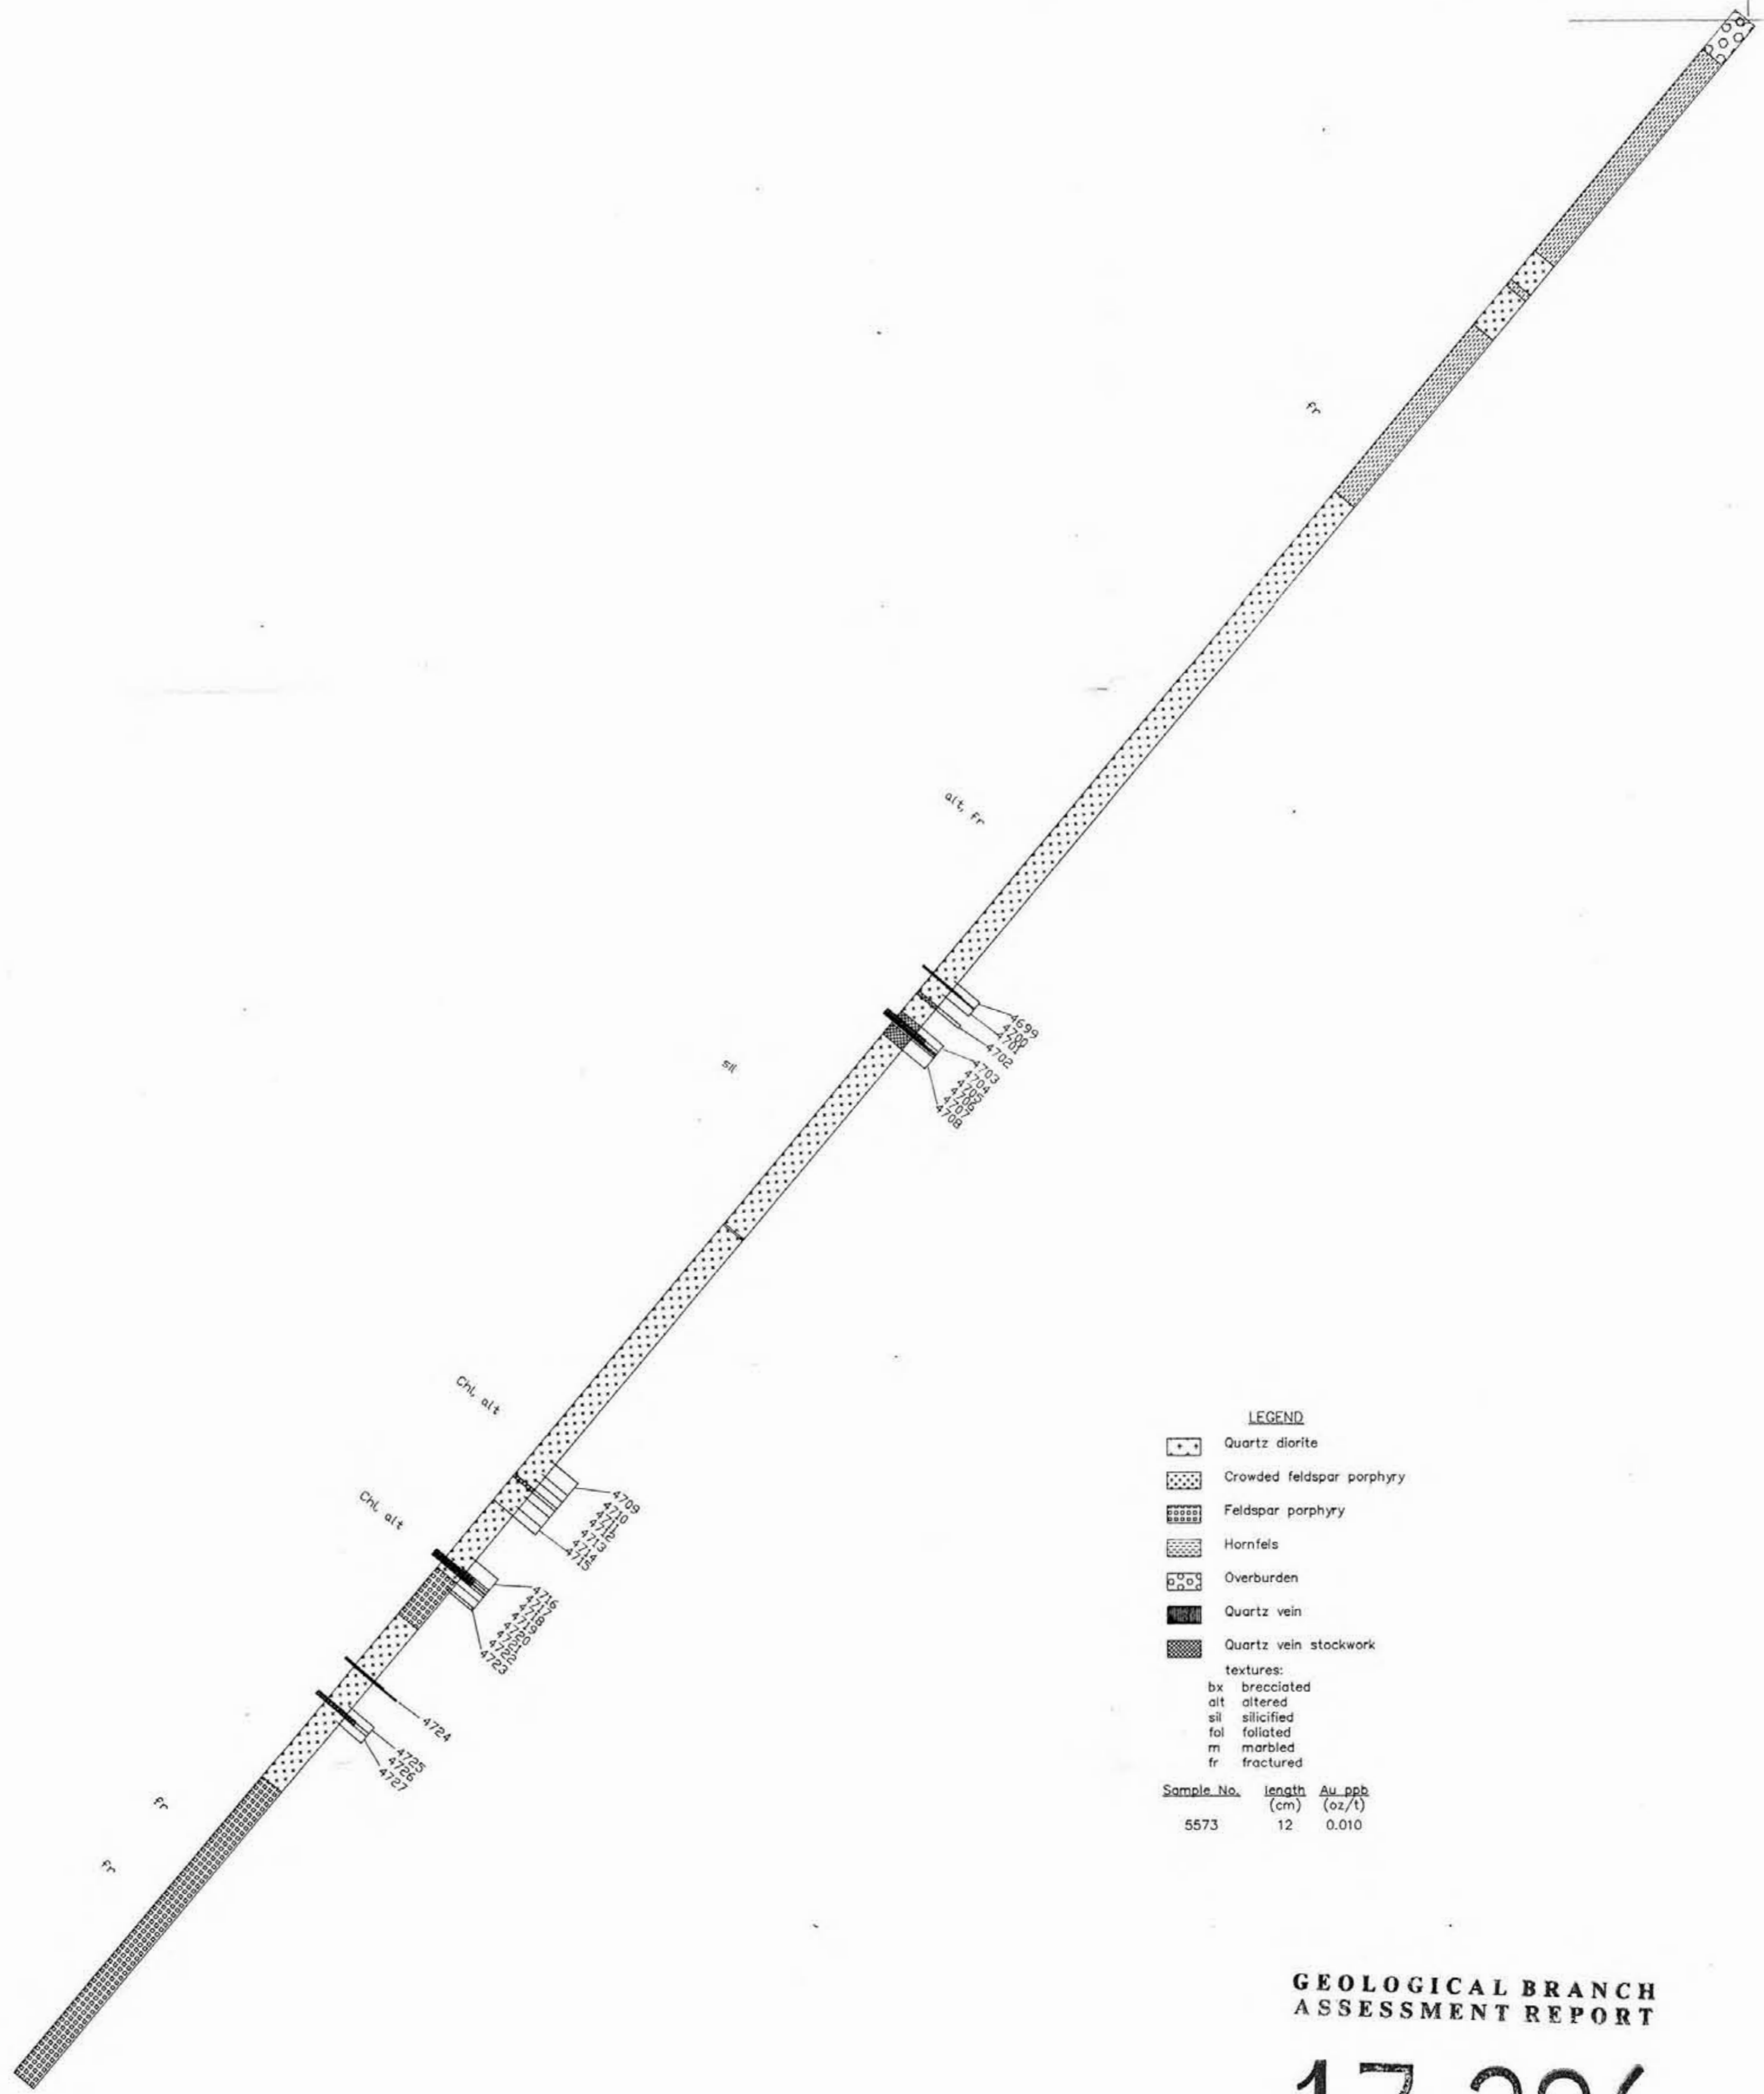 fr
alt, fr
4699
4700
4701
4702
sil
4703
4704
4705
4706
4707
4708
Chl, alt
4709
4710
4711
4712
4713
4714
4715
Chl, alt
4716
4717
4718
4719
4720
4721
4722
4723
4724
4725
4726
4727
fr
fr
LEGEND
Quartz diorite
Crowded feldspar porphyry
Feldspar porphyry
Hornfels
Overburden
Quartz vein
Quartz vein stockwork
textures:
bx brecciated
alt altered
sil silicified
fol foliated
m marbled
fr fractured
Sample No. length Au ppb
(cm) (oz/t)
5573 12 0.010
GEOLOGICAL BRANCH
ASSESSMENT REPORT